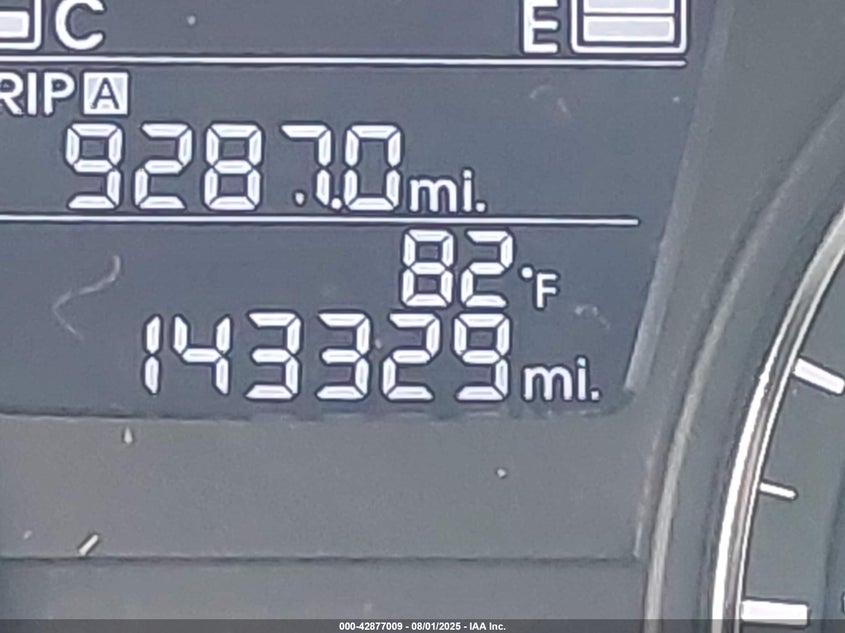 C E
RIP A
9287.0 mi.
82°F
143329 mi.
000-42877009 - 08/01/2025 - IAA Inc.